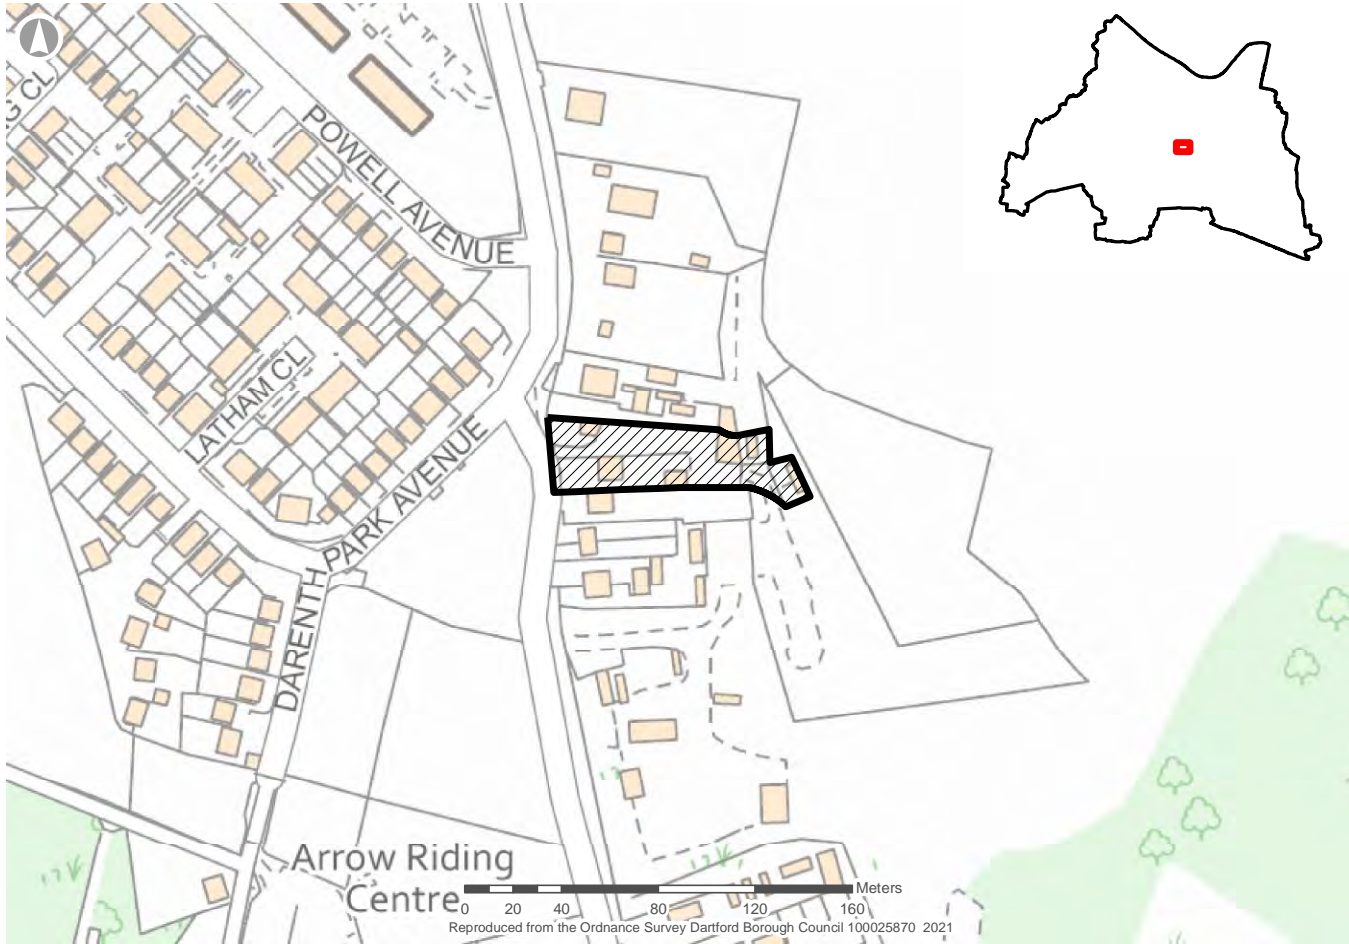 G CL
POWELL AVENUE
LATHAM CL
DARENTH PARK AVENUE
Arrow Riding
Centre
Meters
0 20 40 80 120 160
Reproduced from the Ordnance Survey Dartford Borough Council 100025870 2021